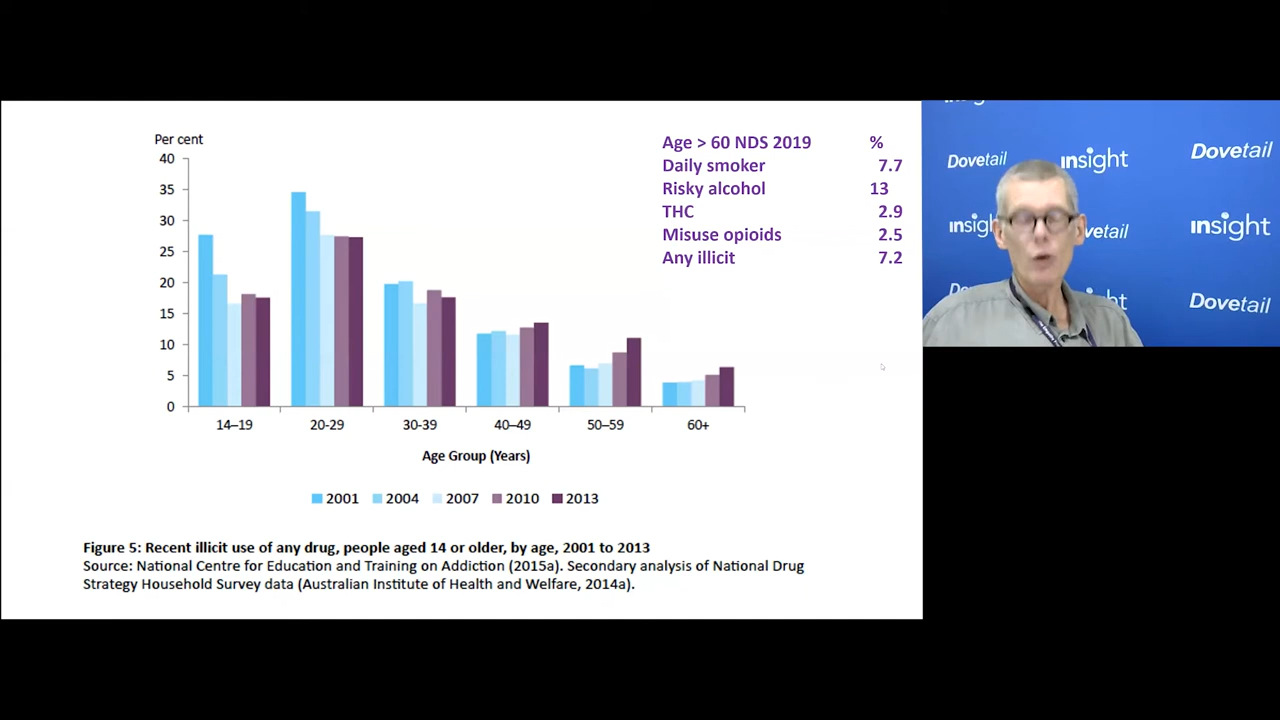 Per cent
40
35
30
25
20
15
10
5
0
14–19
20-29
30-39
40–49
50–59
60+
Age Group (Years)
2001 2004 2007 2010 2013
Figure 5: Recent illicit use of any drug, people aged 14 or older, by age, 2001 to 2013
Source: National Centre for Education and Training on Addiction (2015a). Secondary analysis of National Drug
Strategy Household Survey data (Australian Institute of Health and Welfare, 2014a).
Age > 60 NDS 2019 %
Daily smoker 7.7
Risky alcohol 13
THC 2.9
Misuse opioids 2.5
Any illicit 7.2
Dovetail insight Dovetail
insight
Dovetail